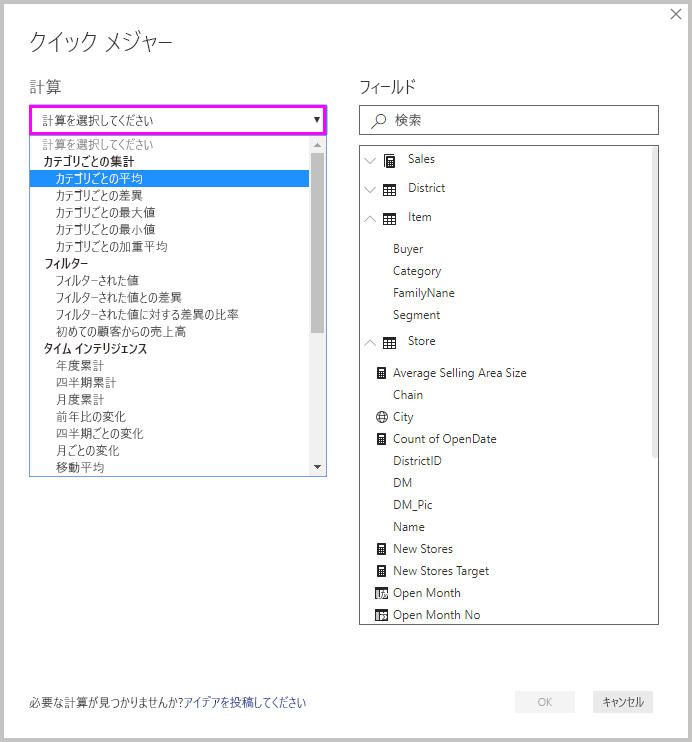 クイック メジャー
計算
計算を選択してください
計算を選択してください
カテゴリごとの集計
カテゴリごとの平均
カテゴリごとの差異
カテゴリごとの最大値
カテゴリごとの最小値
カテゴリごとの加重平均
フィルター
フィルターされた値
フィルターされた値との差異
フィルターされた値に対する差異の比率
初めての顧客からの売上高
タイム インテリジェンス
年度累計
四半期累計
月度累計
前年比の変化
四半期ごとの変化
月ごとの変化
移動平均
フィールド
検索
Sales
District
Item
Buyer
Category
FamilyNane
Segment
Store
Average Selling Area Size
Chain
City
Count of OpenDate
DistrictID
DM
DM_Pic
Name
New Stores
New Stores Target
Open Month
Open Month No
必要な計算が見つかりませんか?アイデアを投稿してください
OK
キャンセル